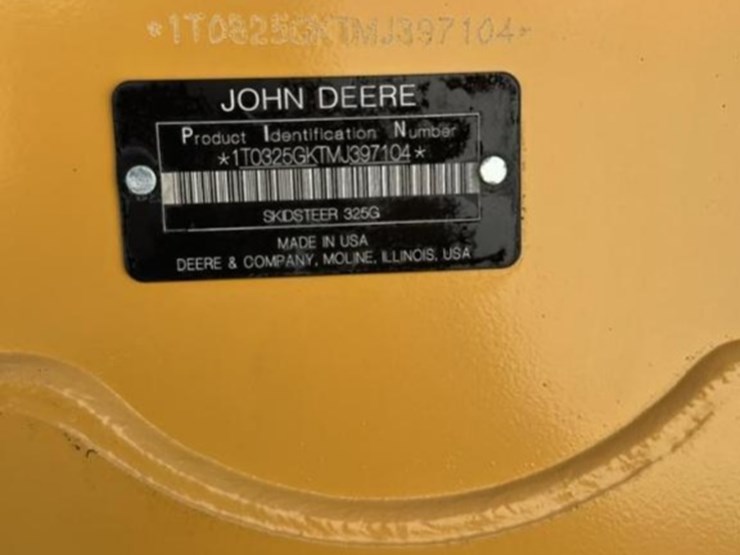 *1T0325GKTMJ397104*
JOHN DEERE
Product Identification Number
*1T0325GKTMJ397104*
SKIDSTEER 325G
MADE IN USA
DEERE & COMPANY, MOLINE, ILLINOIS, USA